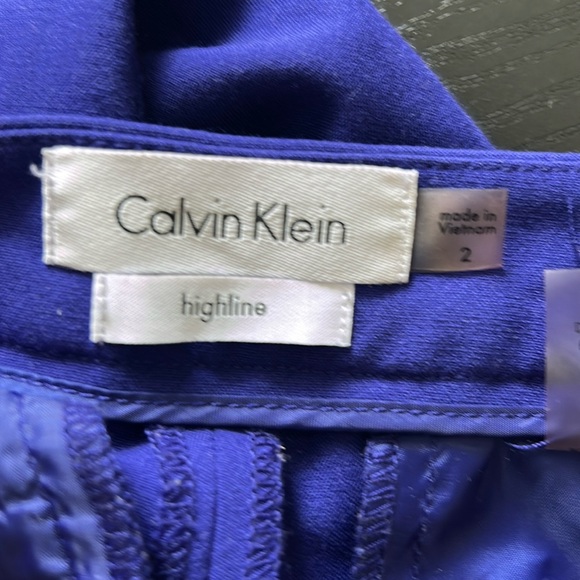 Calvin Klein
highline
made in
Vietnam
2